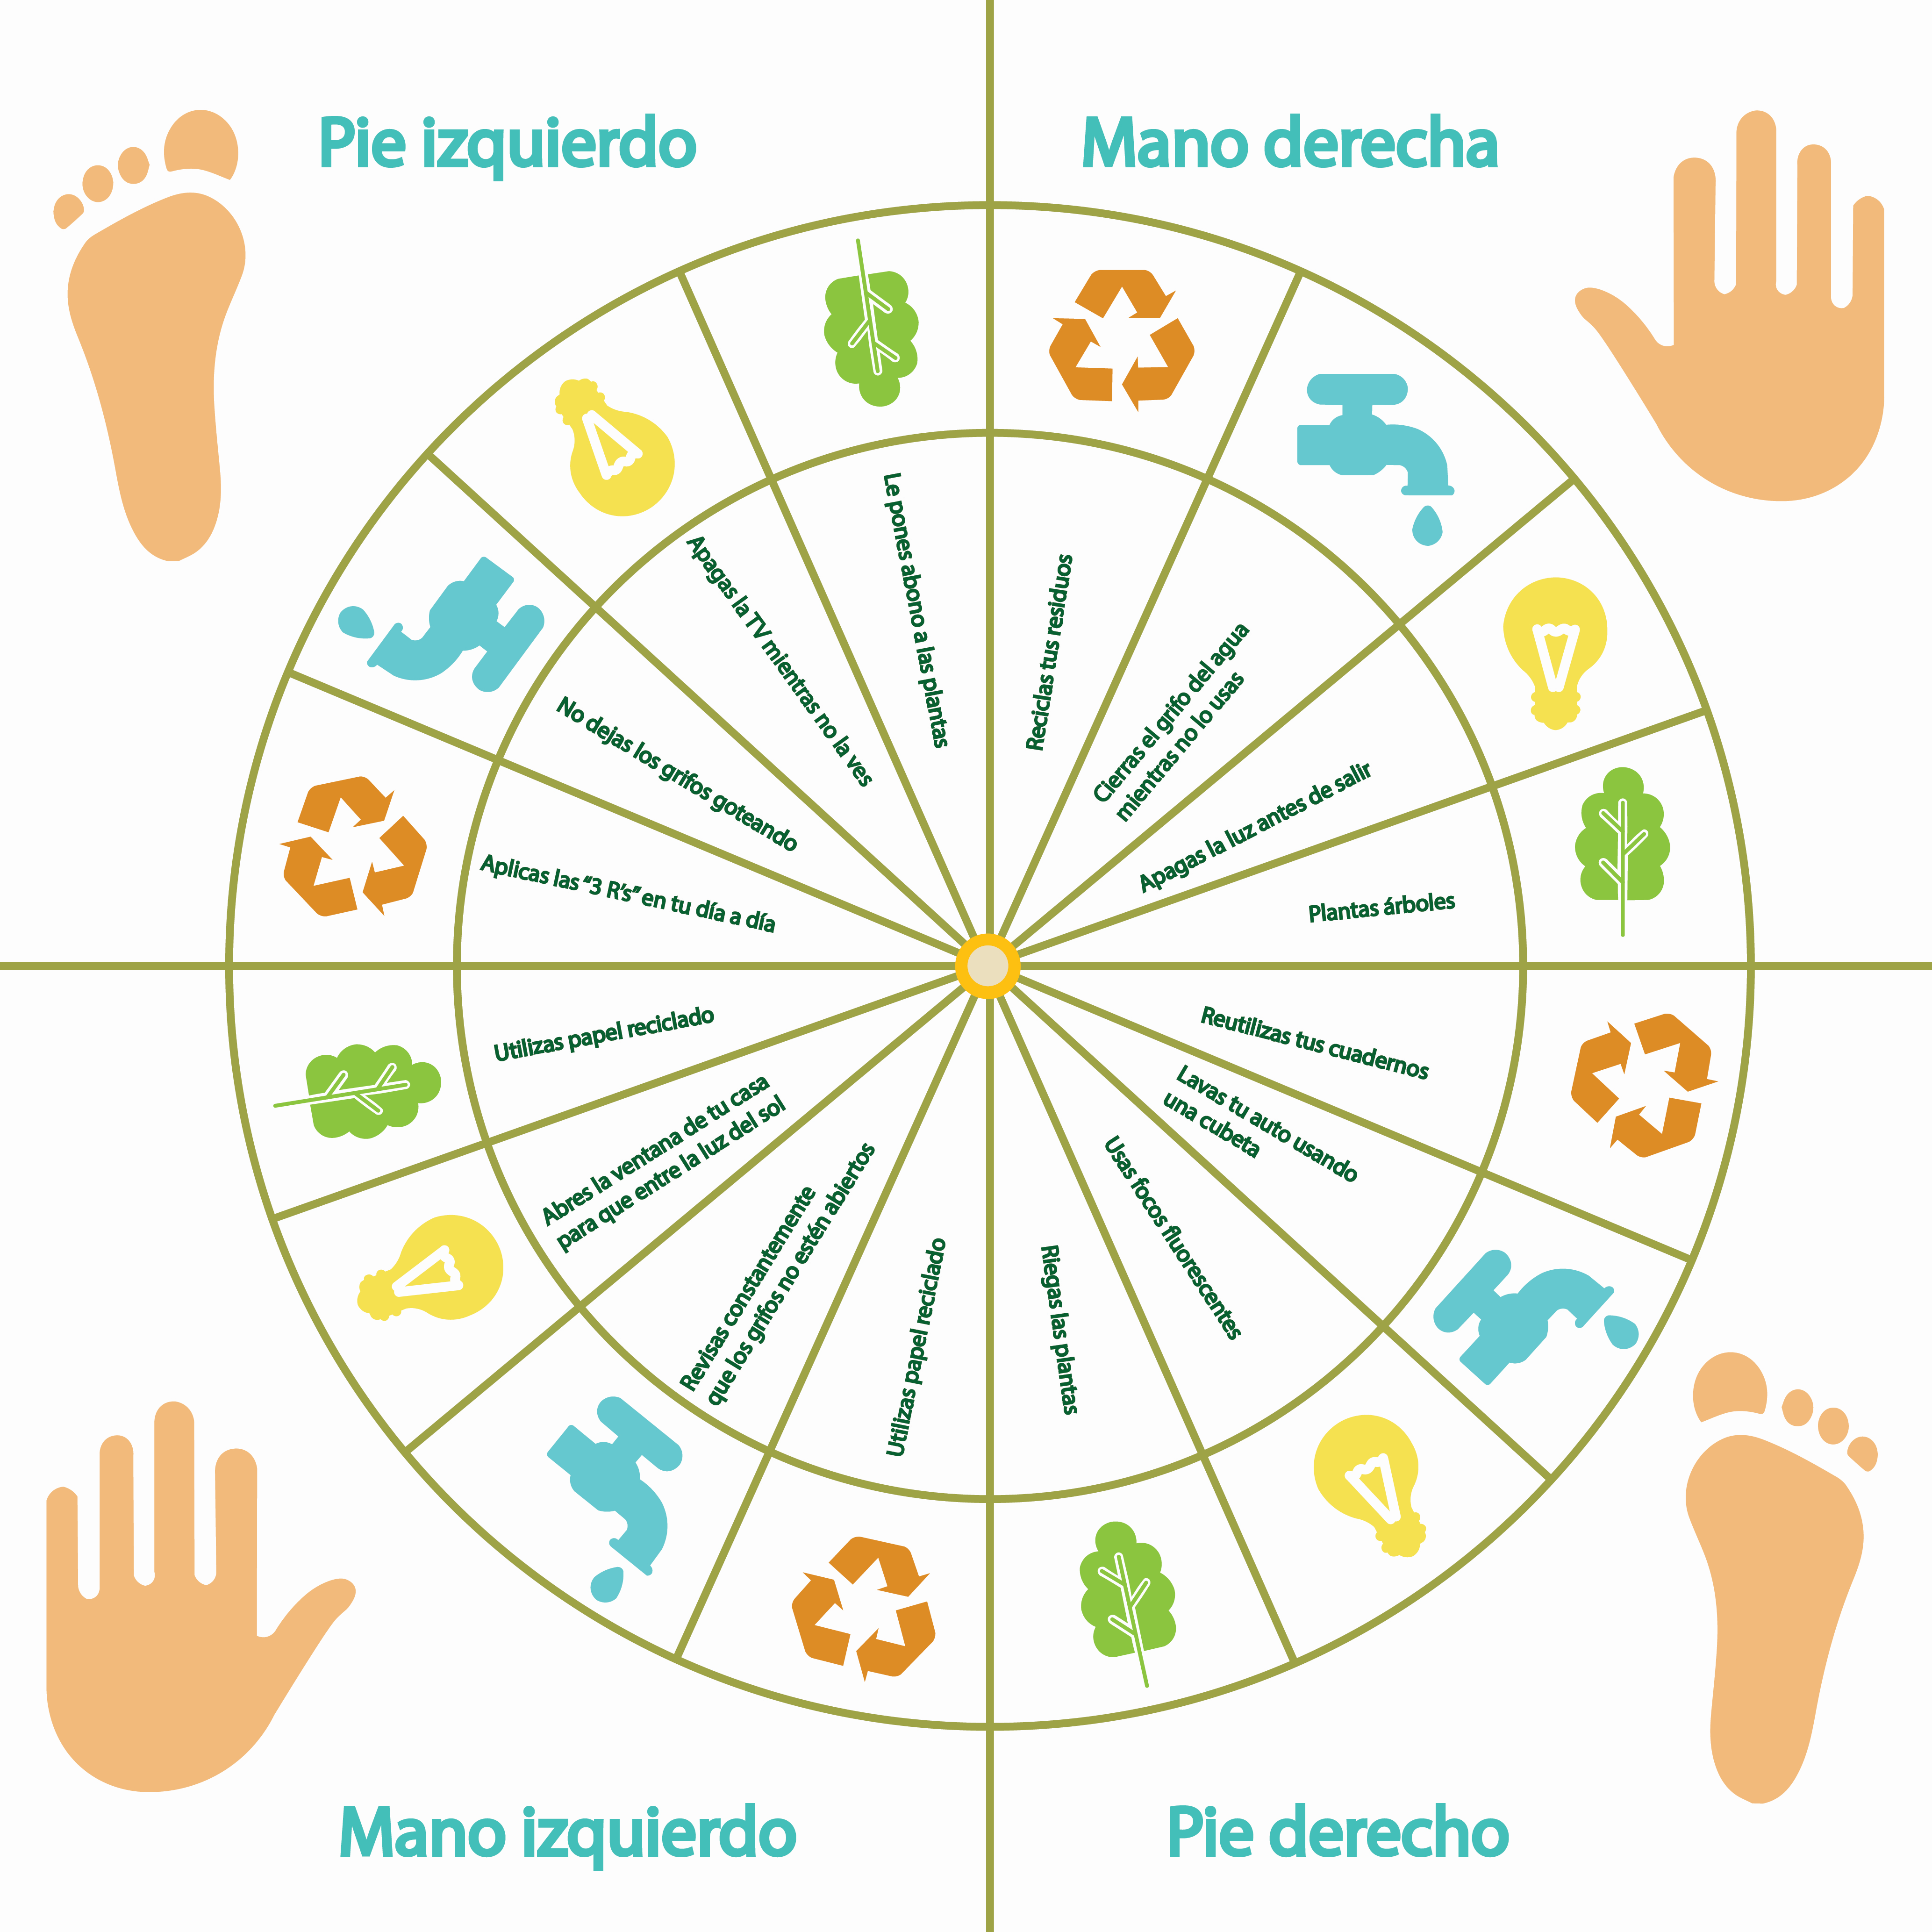 Pie izquierdo
Mano derecha
Le pones abono a las plantas
Apagas la TV mientras no la ves
No dejas los grifos goteando
Aplicas las “3 R’s” en tu día a día
Reciclas tus residuos
Cierras el grifo del agua
mientras no lo usas
Apagas la luz antes de salir
Plantas árboles
Utilizas papel reciclado
Abres la ventana de tu casa
para que entre la luz del sol
Revisas constantemente
que los grifos no estén abiertos
Utilizas papel reciclado
Reutilizas tus cuadernos
Lavas tu auto usando
una cubeta
Usas focos fluorescentes
Riegas las plantas
Mano izquierdo
Pie derecho